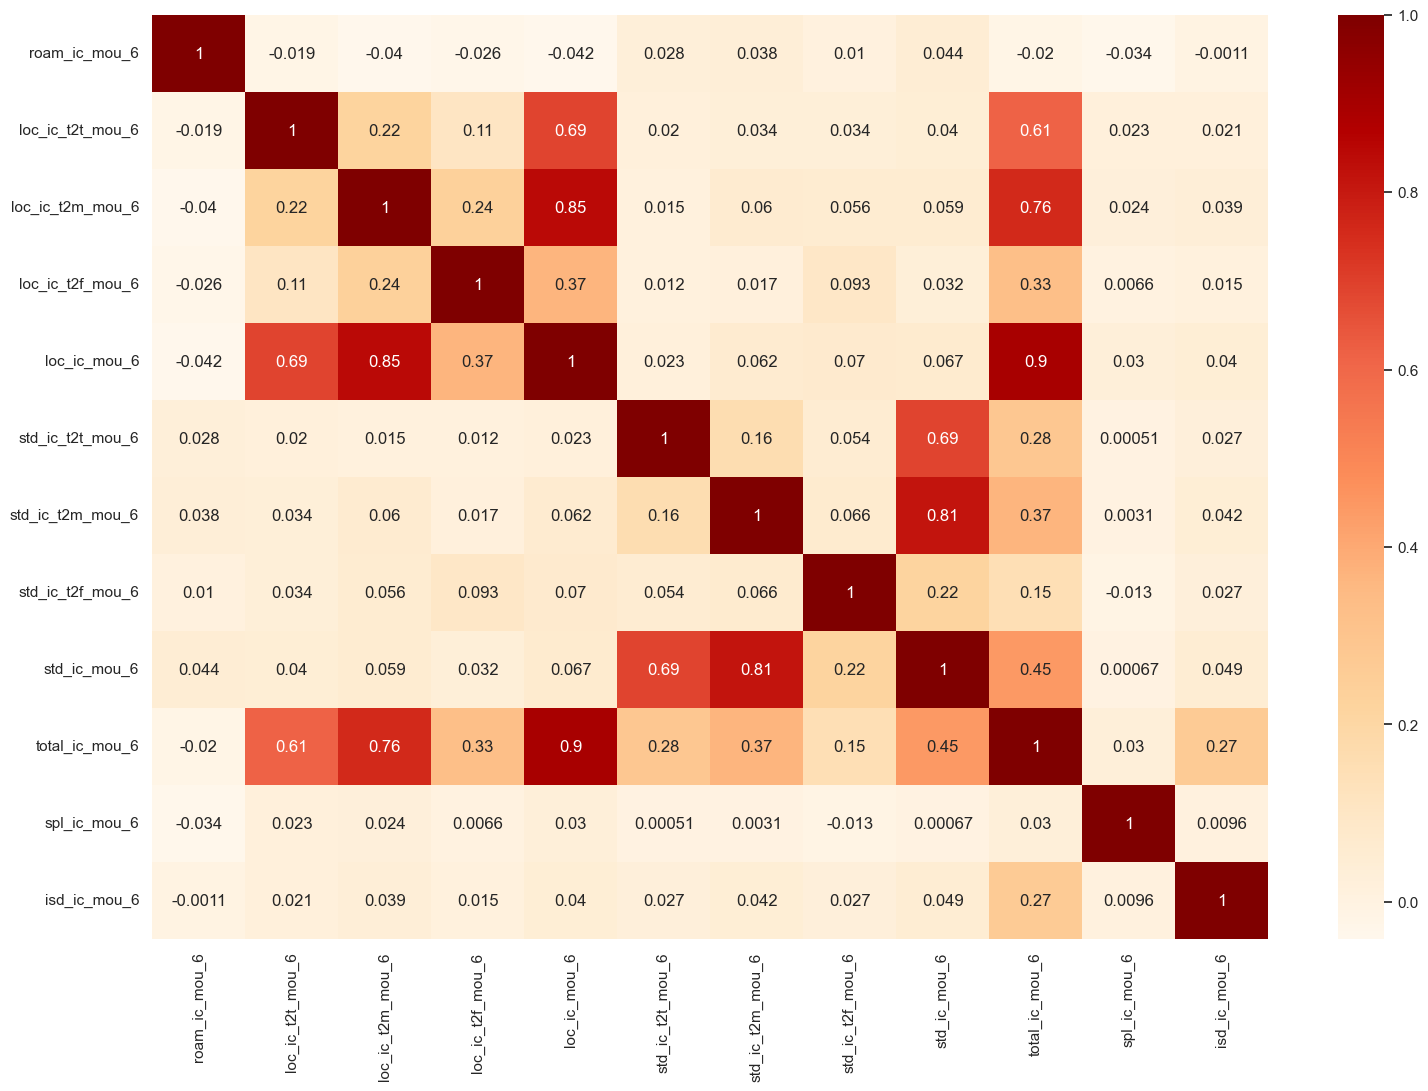 roam_ic_mou_6 1 -0.019 -0.04 -0.026 -0.042 0.028 0.038 0.01 0.044 -0.02 -0.034 -0.0011
loc_ic_t2t_mou_6 -0.019 1 0.22 0.11 0.69 0.02 0.034 0.034 0.04 0.61 0.023 0.021
loc_ic_t2m_mou_6 -0.04 0.22 1 0.24 0.85 0.015 0.06 0.056 0.059 0.76 0.024 0.039
loc_ic_t2f_mou_6 -0.026 0.11 0.24 1 0.37 0.012 0.017 0.093 0.032 0.33 0.0066 0.015
loc_ic_mou_6 -0.042 0.69 0.85 0.37 1 0.023 0.062 0.07 0.067 0.9 0.03 0.04
std_ic_t2t_mou_6 0.028 0.02 0.015 0.012 0.023 1 0.16 0.054 0.69 0.28 0.00051 0.027
std_ic_t2m_mou_6 0.038 0.034 0.06 0.017 0.062 0.16 1 0.066 0.81 0.37 0.0031 0.042
std_ic_t2f_mou_6 0.01 0.034 0.056 0.093 0.07 0.054 0.066 1 0.22 0.15 -0.013 0.027
std_ic_mou_6 0.044 0.04 0.059 0.032 0.067 0.69 0.81 0.22 1 0.45 0.00067 0.049
total_ic_mou_6 -0.02 0.61 0.76 0.33 0.9 0.28 0.37 0.15 0.45 1 0.03 0.27
spl_ic_mou_6 -0.034 0.023 0.024 0.0066 0.03 0.00051 0.0031 -0.013 0.00067 0.03 1 0.0096
isd_ic_mou_6 -0.0011 0.021 0.039 0.015 0.04 0.027 0.042 0.027 0.049 0.27 0.0096 1
roam_ic_mou_6
loc_ic_t2t_mou_6
loc_ic_t2m_mou_6
loc_ic_t2f_mou_6
loc_ic_mou_6
std_ic_t2t_mou_6
std_ic_t2m_mou_6
std_ic_t2f_mou_6
std_ic_mou_6
total_ic_mou_6
spl_ic_mou_6
isd_ic_mou_6
1.0
0.8
0.6
0.4
0.2
0.0